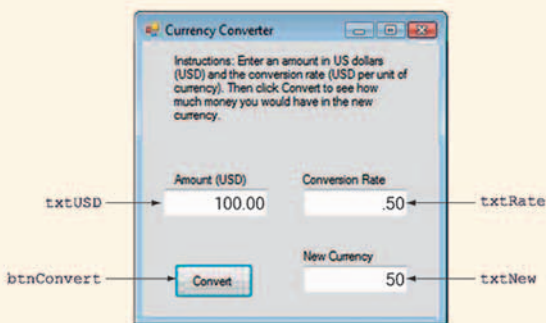 Currency Converter
Instructions: Enter an amount in US dollars
(USD) and the conversion rate (USD per unit of
currency). Then click Convert to see how
much money you would have in the new
currency.
Amount (USD) Conversion Rate
txtUSD 100.00 .50 txtRate
New Currency
btnConvert Convert 50 txtNew